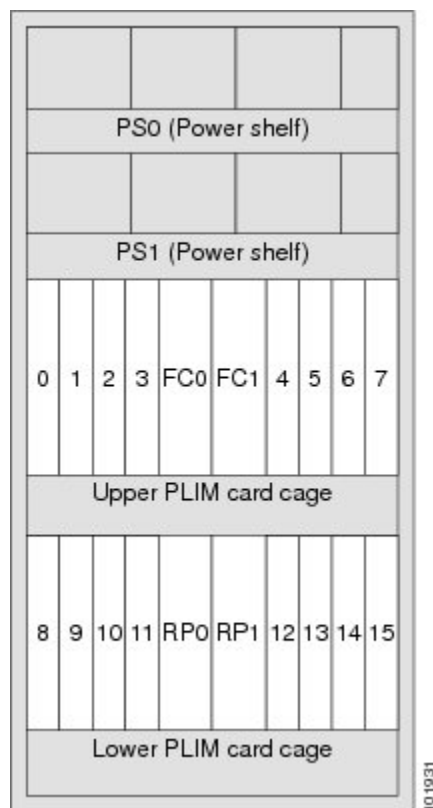 PS0 (Power shelf)
PS1 (Power shelf)
0 1 2 3 FC0 FC1 4 5 6 7
Upper PLIM card cage
8 9 10 11 RP0 RP1 12 13 14 15
Lower PLIM card cage
101931